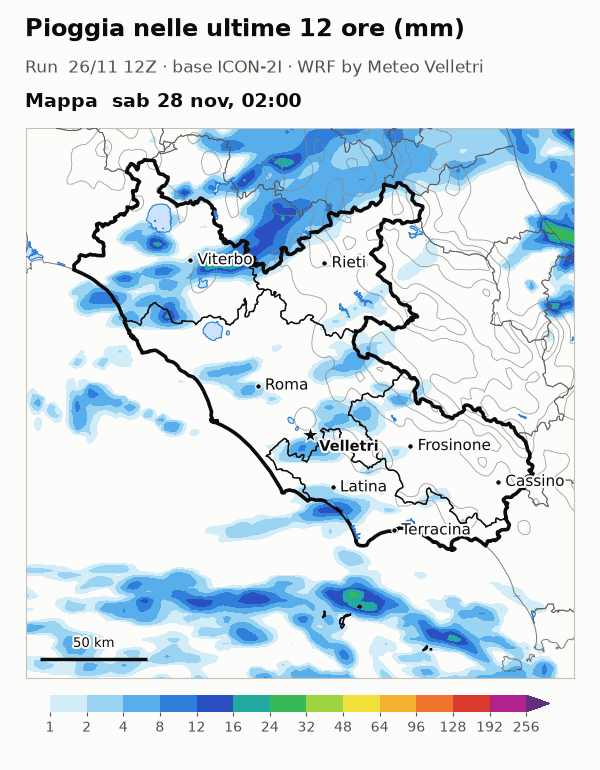 Pioggia nelle ultime 12 ore (mm)
Run  26/11 12Z · base ICON-2I · WRF by Meteo Velletri
Mappa  sab 28 nov, 02:00
Viterbo
Rieti
Roma
Velletri
Frosinone
Latina
Cassino
Terracina
50 km
1 2 4 8 12 16 24 32 48 64 96 128 192 256